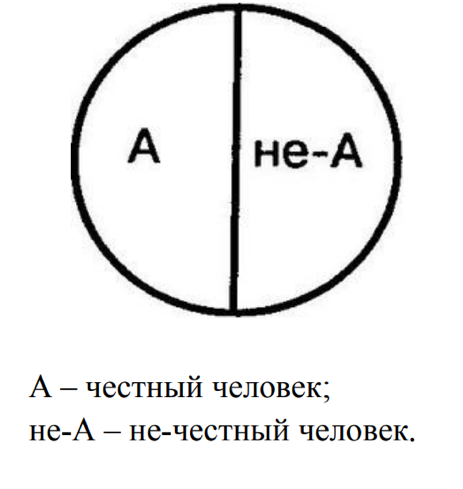 А
не-А
А – честный человек;
не-А – не-честный человек.